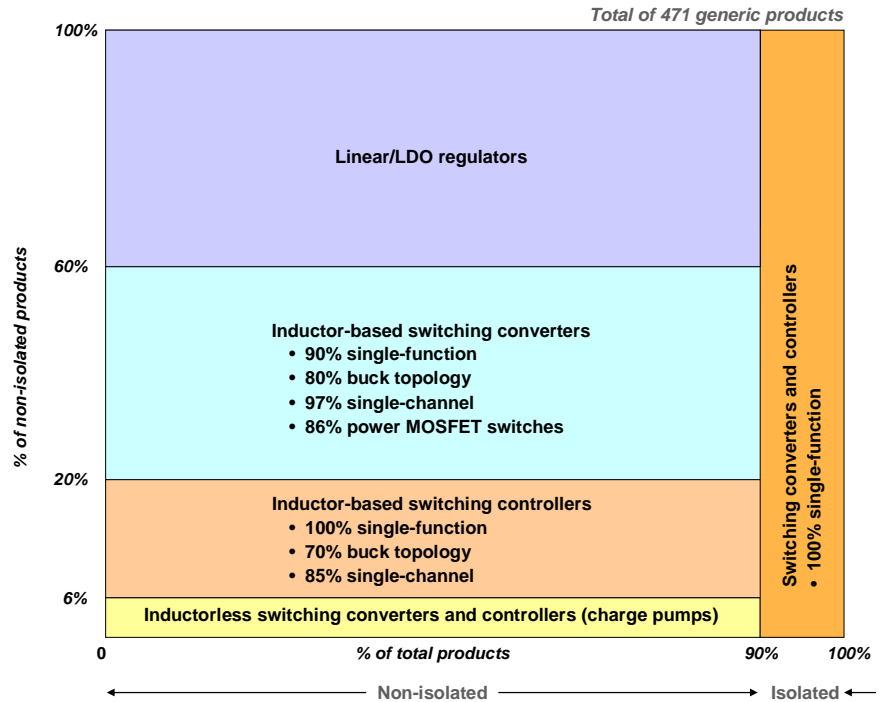 Total of 471 generic products
100%
Linear/LDO regulators
60%
% of non-isolated products
Inductor-based switching converters
• 90% single-function
• 80% buck topology
• 97% single-channel
• 86% power MOSFET switches
20%
Inductor-based switching controllers
• 100% single-function
• 70% buck topology
• 85% single-channel
6%
Inductorless switching converters and controllers (charge pumps)
Switching converters and controllers
• 100% single-function
0
% of total products
90%
100%
Non-isolated
Isolated